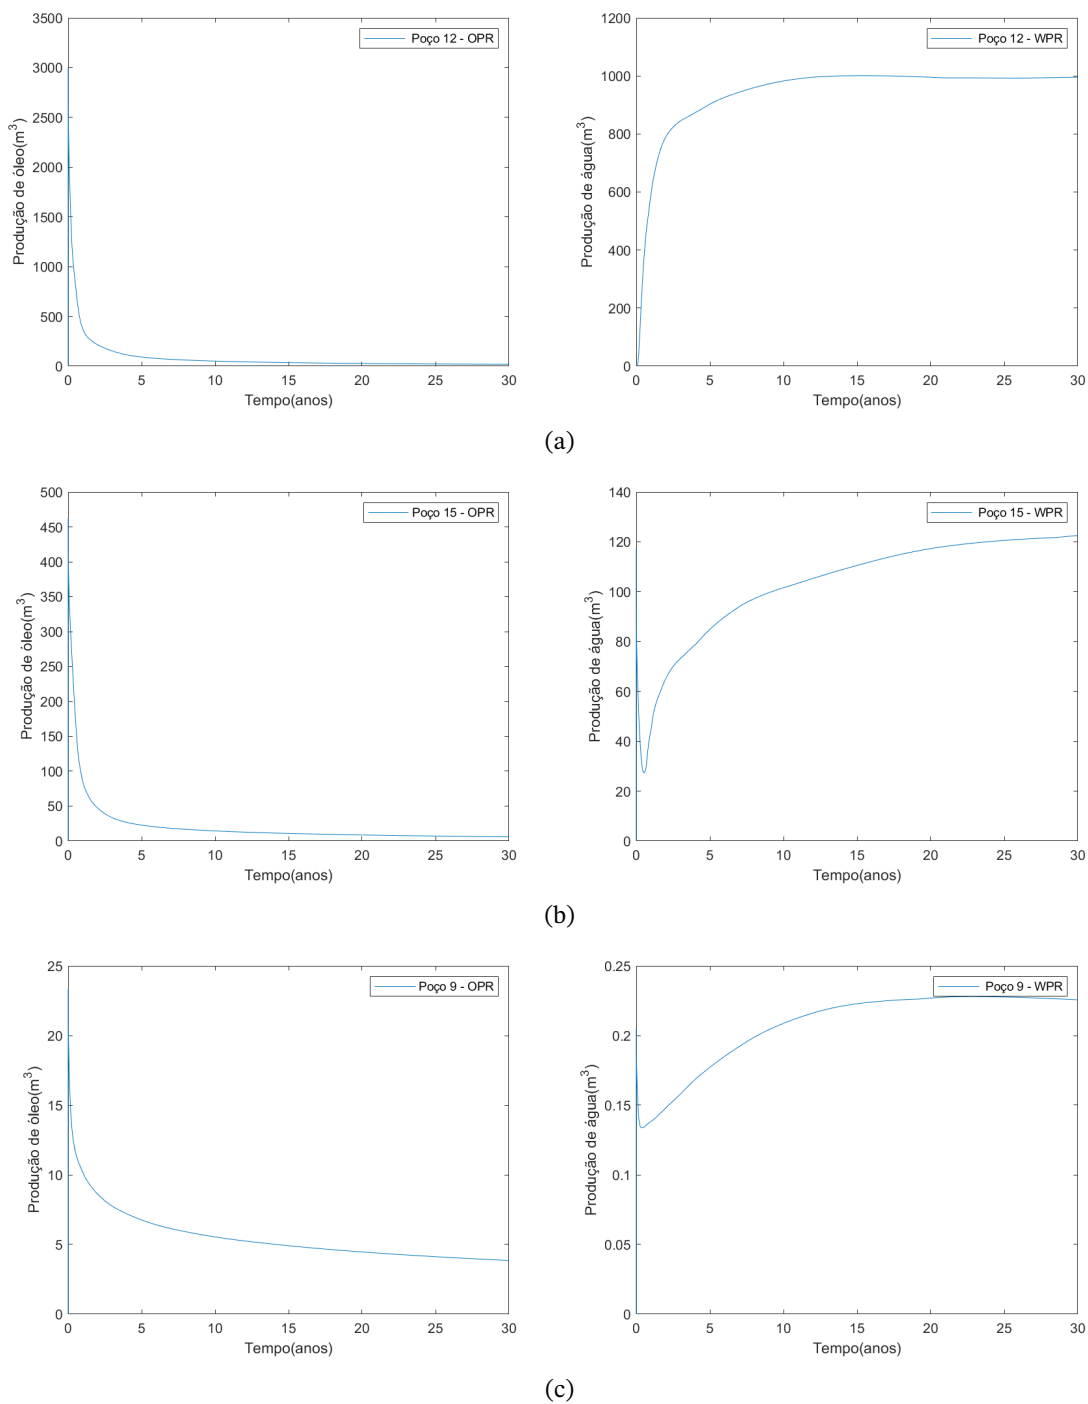 Poço 12 - OPR
Produção de óleo(m³)
3500
3000
2500
2000
1500
1000
500
0
0 5 10 15 20 25 30
Tempo(anos)
Poço 12 - WPR
Produção de água(m³)
1200
1000
800
600
400
200
0
0 5 10 15 20 25 30
Tempo(anos)
(a)
Poço 15 - OPR
Produção de óleo(m³)
500
450
400
350
300
250
200
150
100
50
0
0 5 10 15 20 25 30
Tempo(anos)
Poço 15 - WPR
Produção de água(m³)
140
120
100
80
60
40
20
0
0 5 10 15 20 25 30
Tempo(anos)
(b)
Poço 9 - OPR
Produção de óleo(m³)
25
20
15
10
5
0
0 5 10 15 20 25 30
Tempo(anos)
Poço 9 - WPR
Produção de água(m³)
0.25
0.2
0.15
0.1
0.05
0
0 5 10 15 20 25 30
Tempo(anos)
(c)